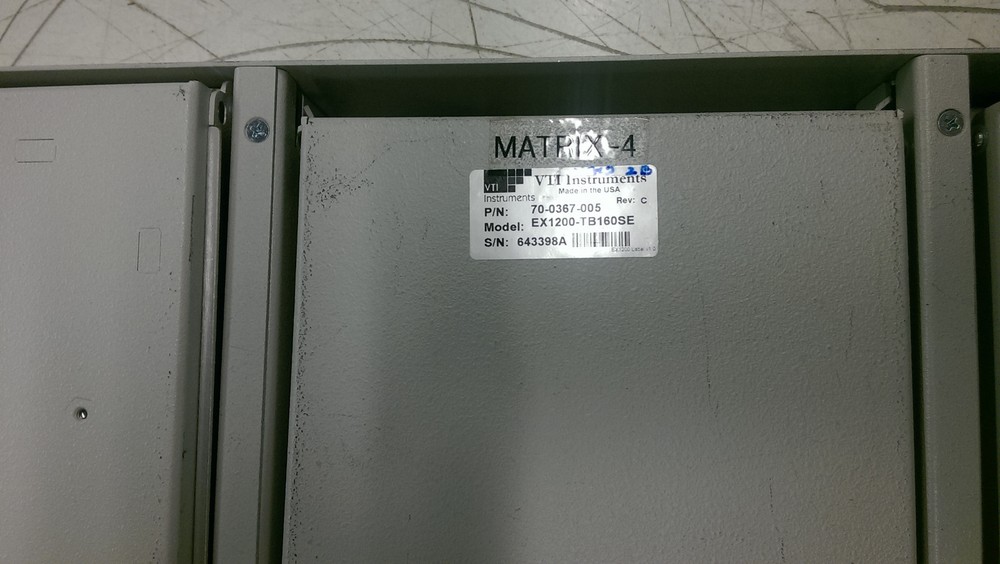 MATRIX-4
VTI Instruments
Made in the USA
VTI
Instruments
Rev: C
P/N: 70-0367-005
Model: EX1200-TB160SE
S/N: 643398A